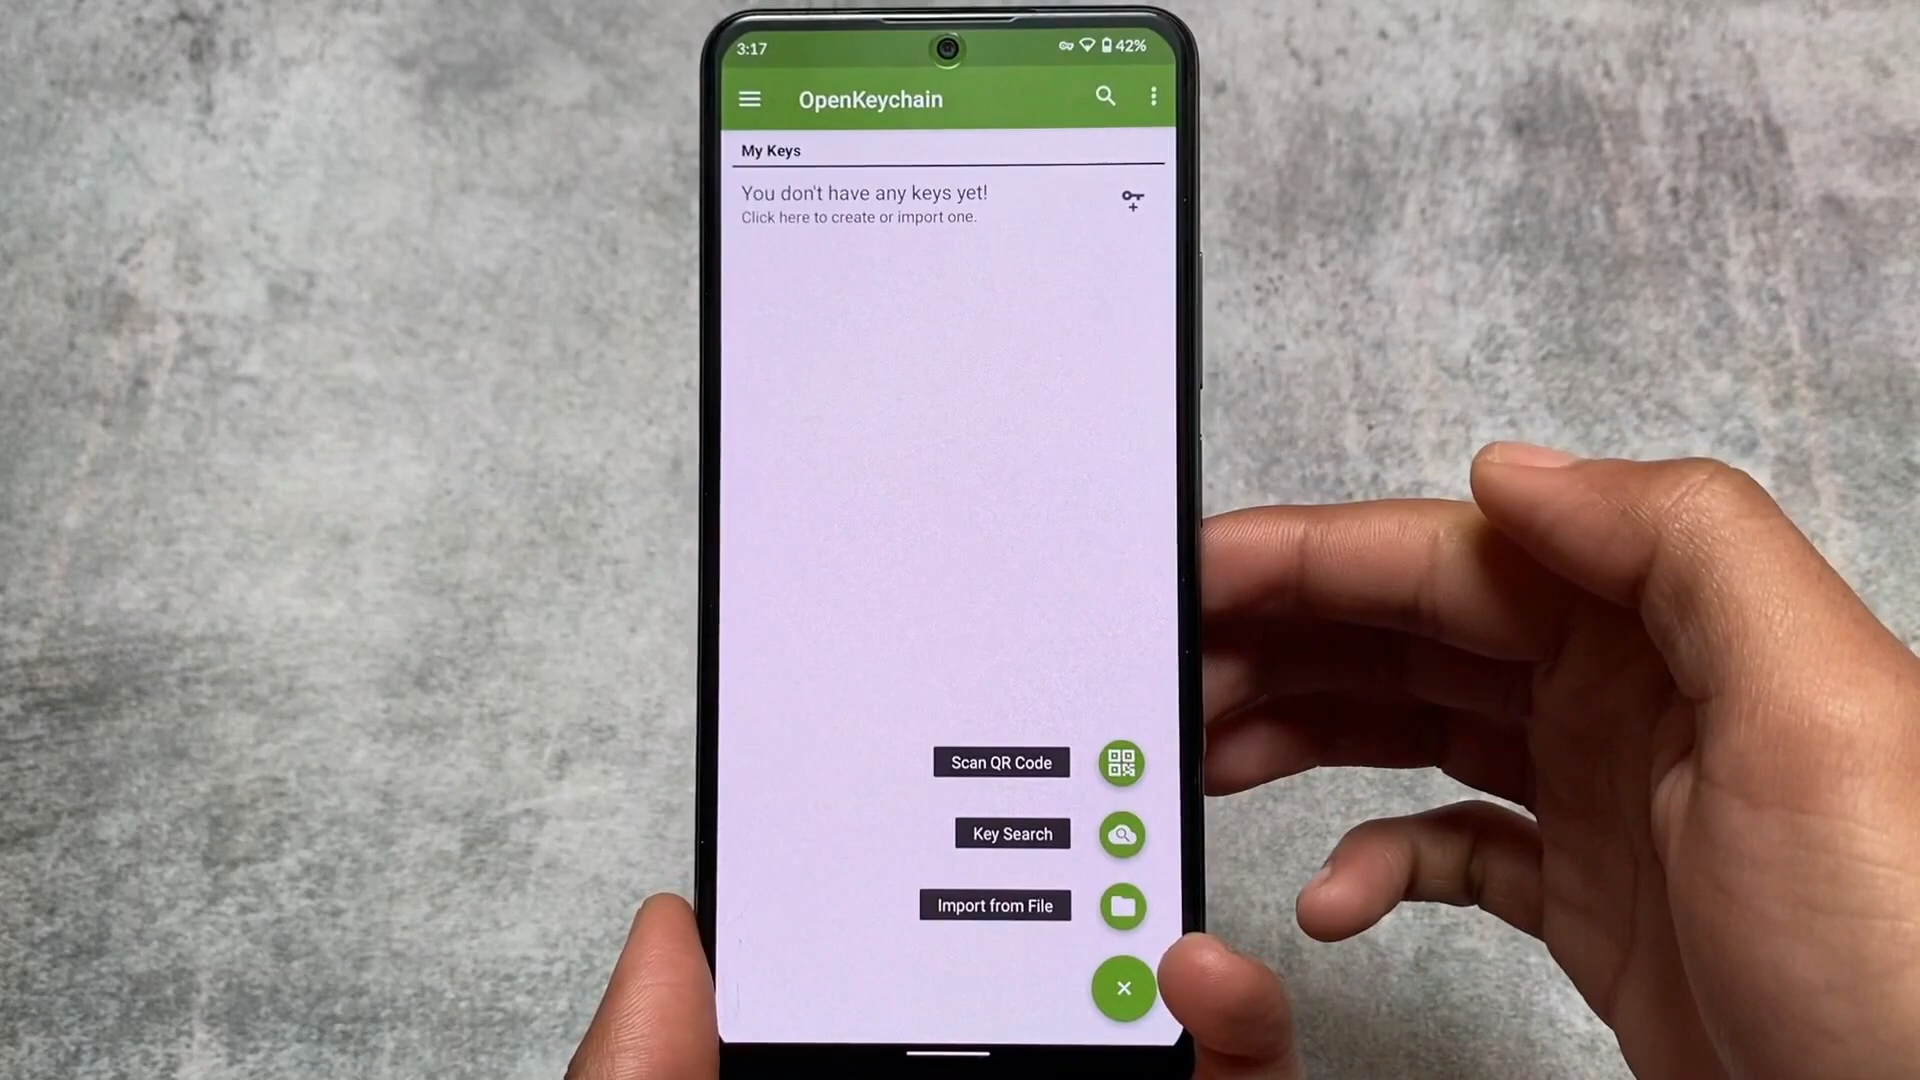 3:17
42%
OpenKeychain
My Keys
You don't have any keys yet!
Click here to create or import one.
Scan QR Code
Key Search
Import from File